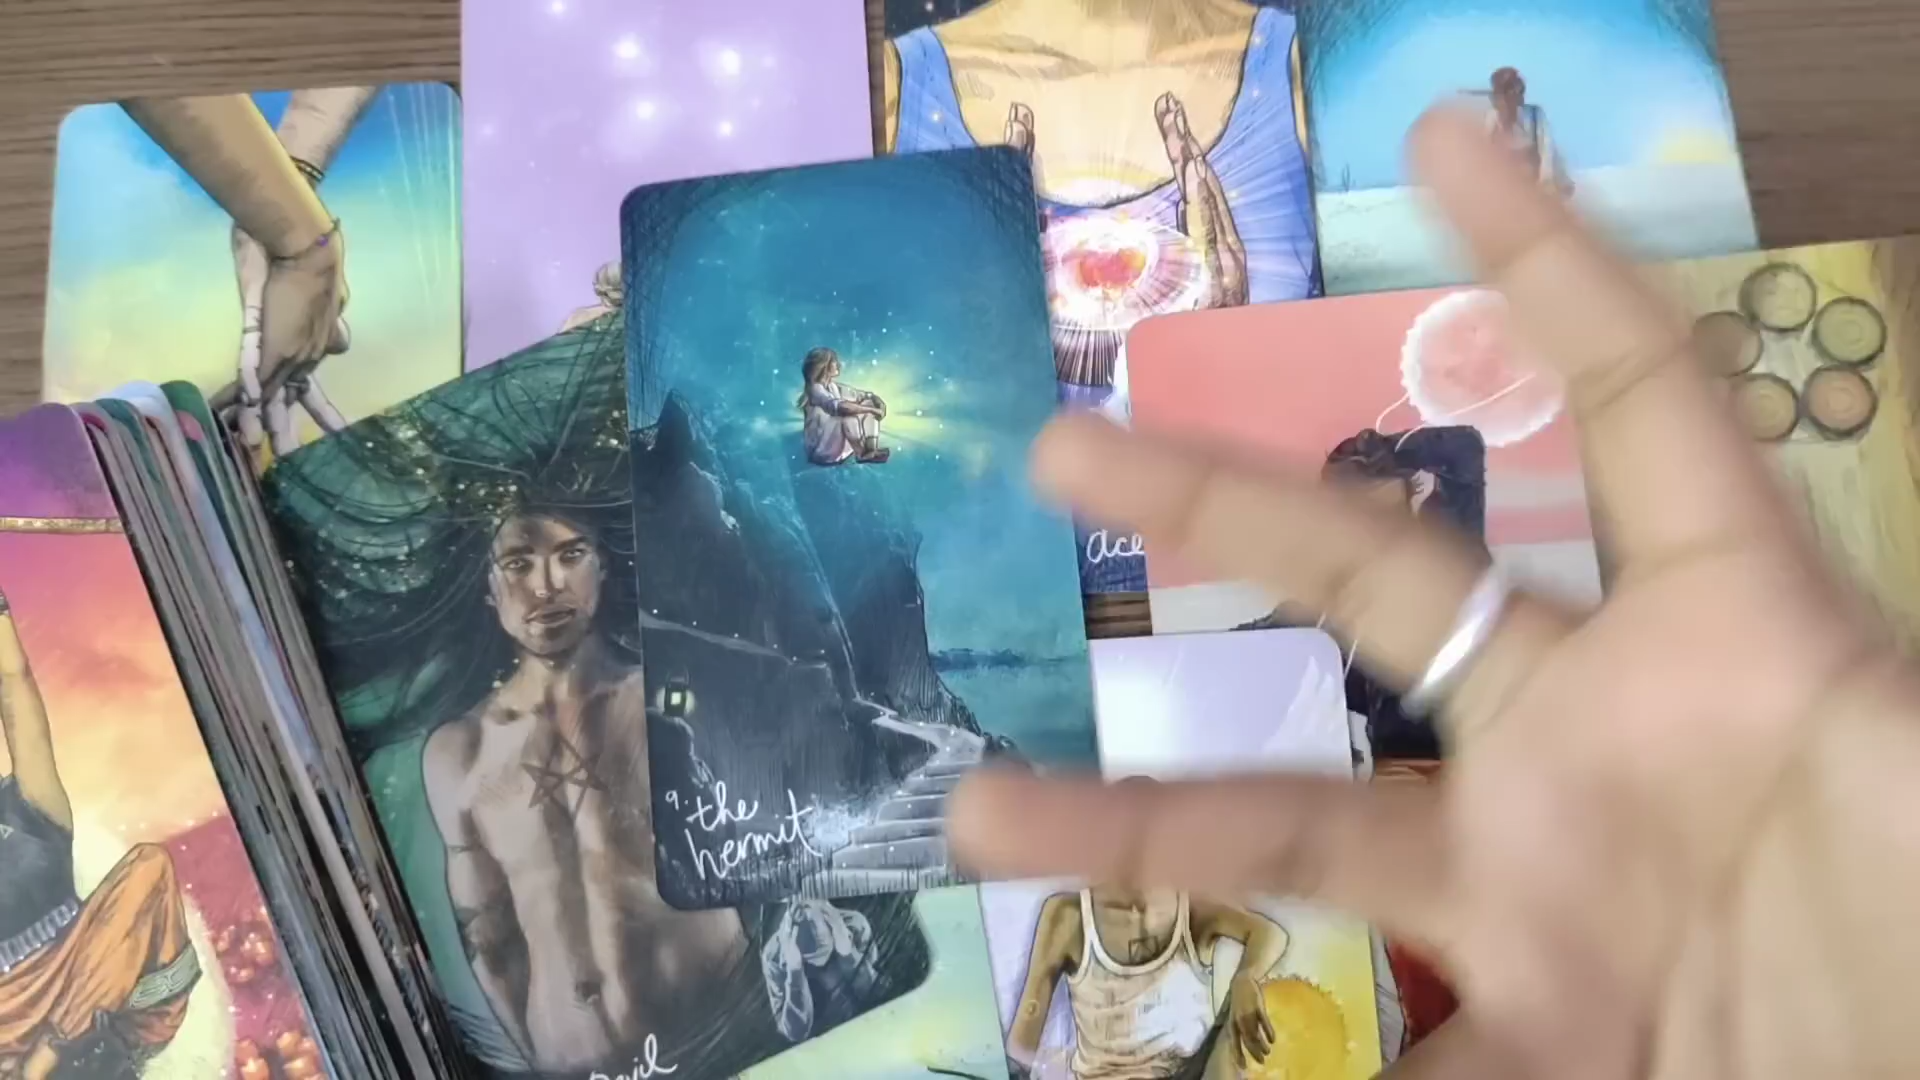 ace
9. the
hermit